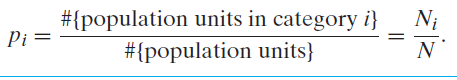 p_i = #{population units in category i} / #{population units} = N_i / N.